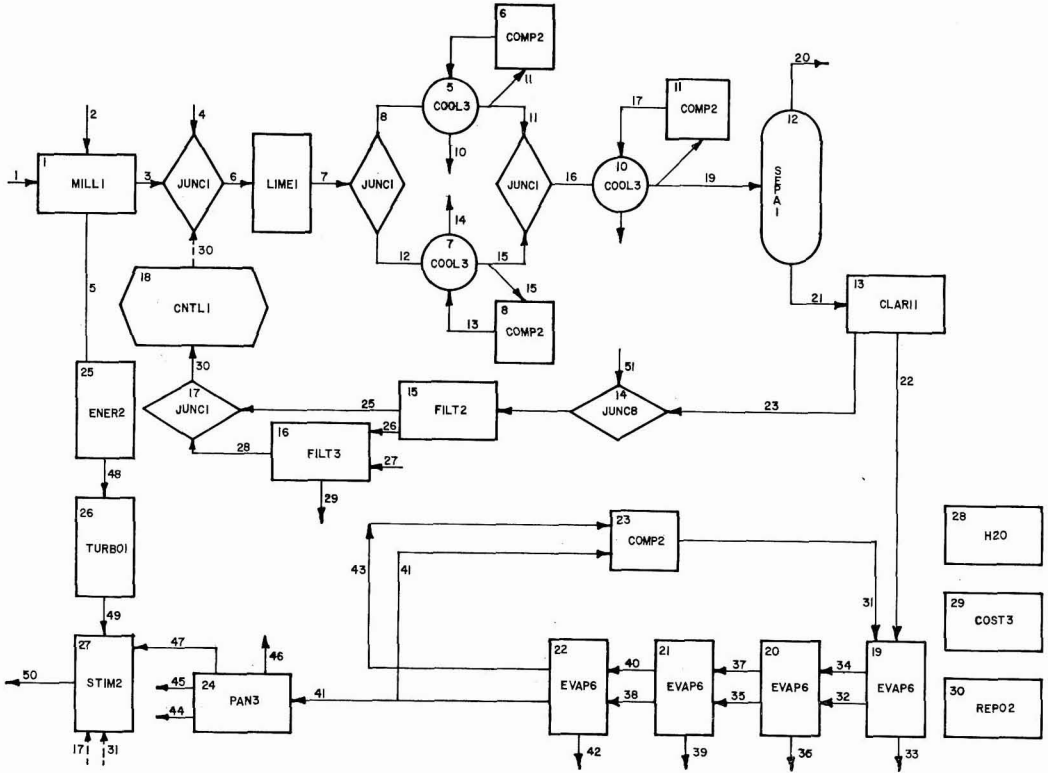 6
COMP2
2
4
5
COOL3
11
8
11
17
11
COMP2
20
12
SEPA1
1
1
MILL1
3
JUNC1
6
LIME1
7
JUNC1
10
JUNC1
16
10
COOL3
19
14
7
COOL3
12
15
15
13
8
COMP2
30
5
18
CNTL1
21
13
CLAR11
22
30
25
ENER2
17
JUNC1
25
15
FILT2
51
14
JUNC8
23
26
28
16
FILT3
27
29
48
26
TURBO1
23
COMP2
28
H2O
43
41
31
29
COST3
49
27
STIM2
47
46
50
45
44
24
PAN3
41
22
EVAP6
40
38
21
EVAP6
37
35
20
EVAP6
34
32
19
EVAP6
30
REPO2
17
31
42
39
36
33